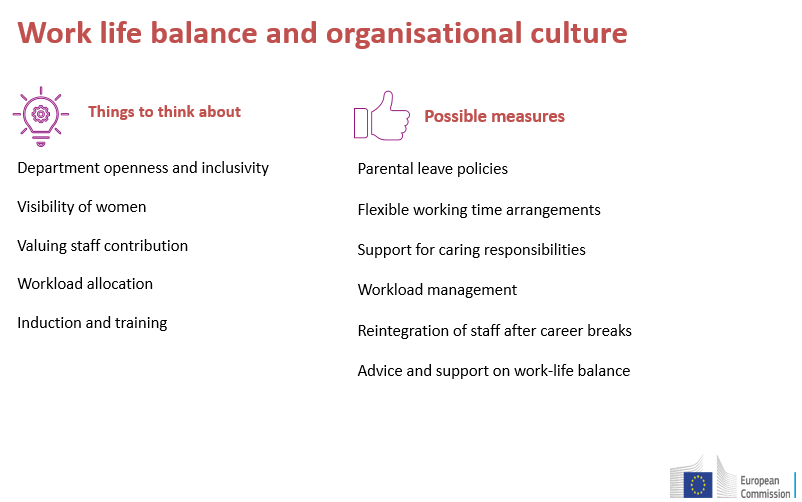 Work life balance and organisational culture
Things to think about
Department openness and inclusivity
Visibility of women
Valuing staff contribution
Workload allocation
Induction and training
Possible measures
Parental leave policies
Flexible working time arrangements
Support for caring responsibilities
Workload management
Reintegration of staff after career breaks
Advice and support on work-life balance
European
Commission